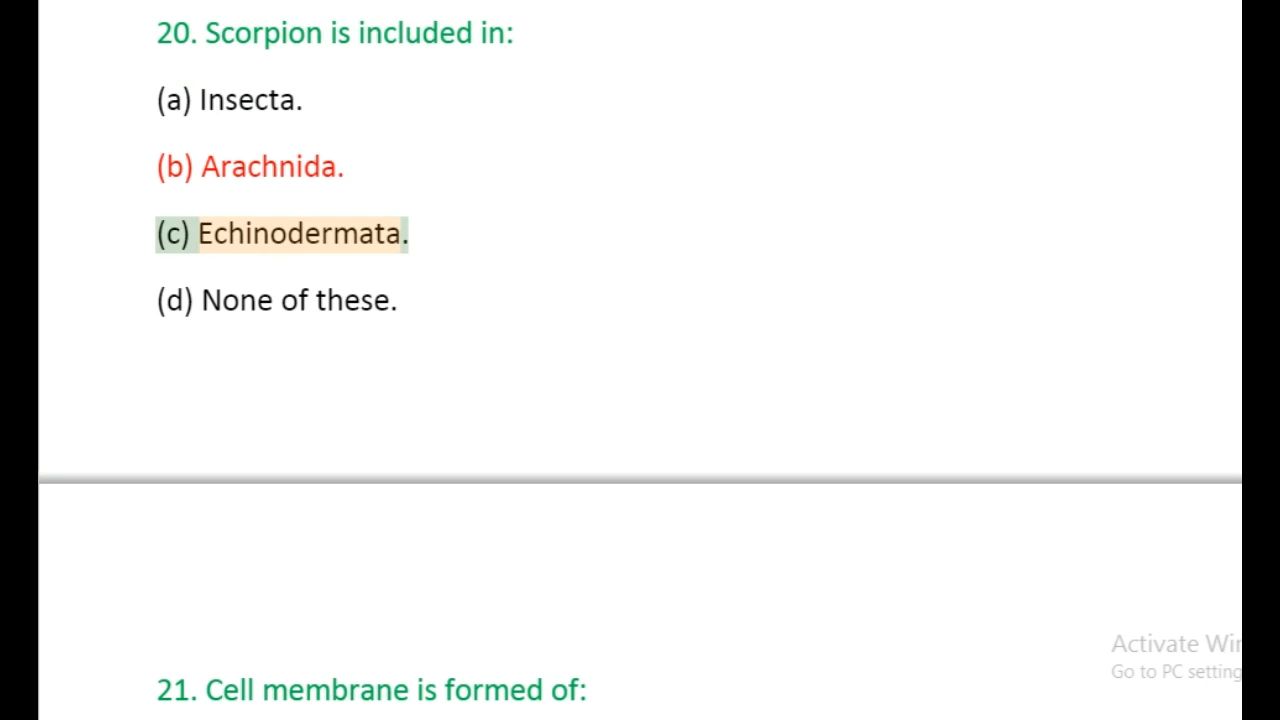 20. Scorpion is included in:
(a) Insecta.
(b) Arachnida.
(c) Echinodermata.
(d) None of these.
Activate Wir
Go to PC setting
21. Cell membrane is formed of: